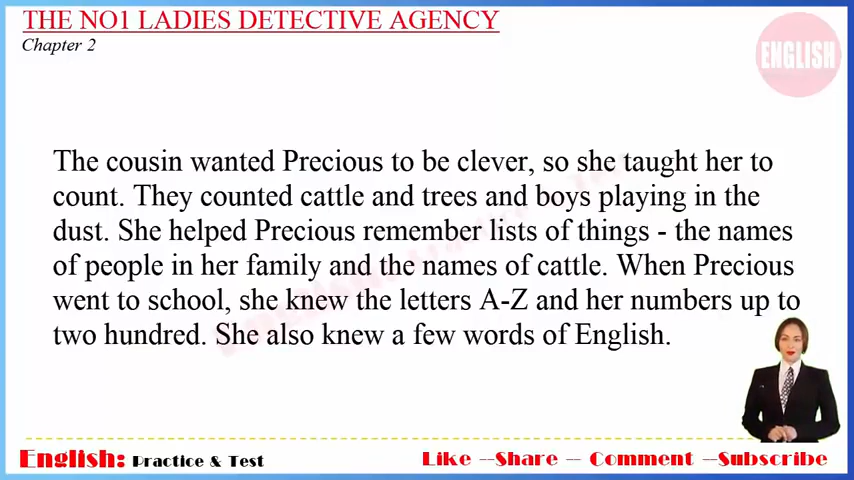 THE NO1 LADIES DETECTIVE AGENCY
Chapter 2
ENGLISH
The cousin wanted Precious to be clever, so she taught her to
count. They counted cattle and trees and boys playing in the
dust. She helped Precious remember lists of things - the names
of people in her family and the names of cattle. When Precious
went to school, she knew the letters A-Z and her numbers up to
two hundred. She also knew a few words of English.
English: Practice & Test
Like --Share -- Comment --Subscribe